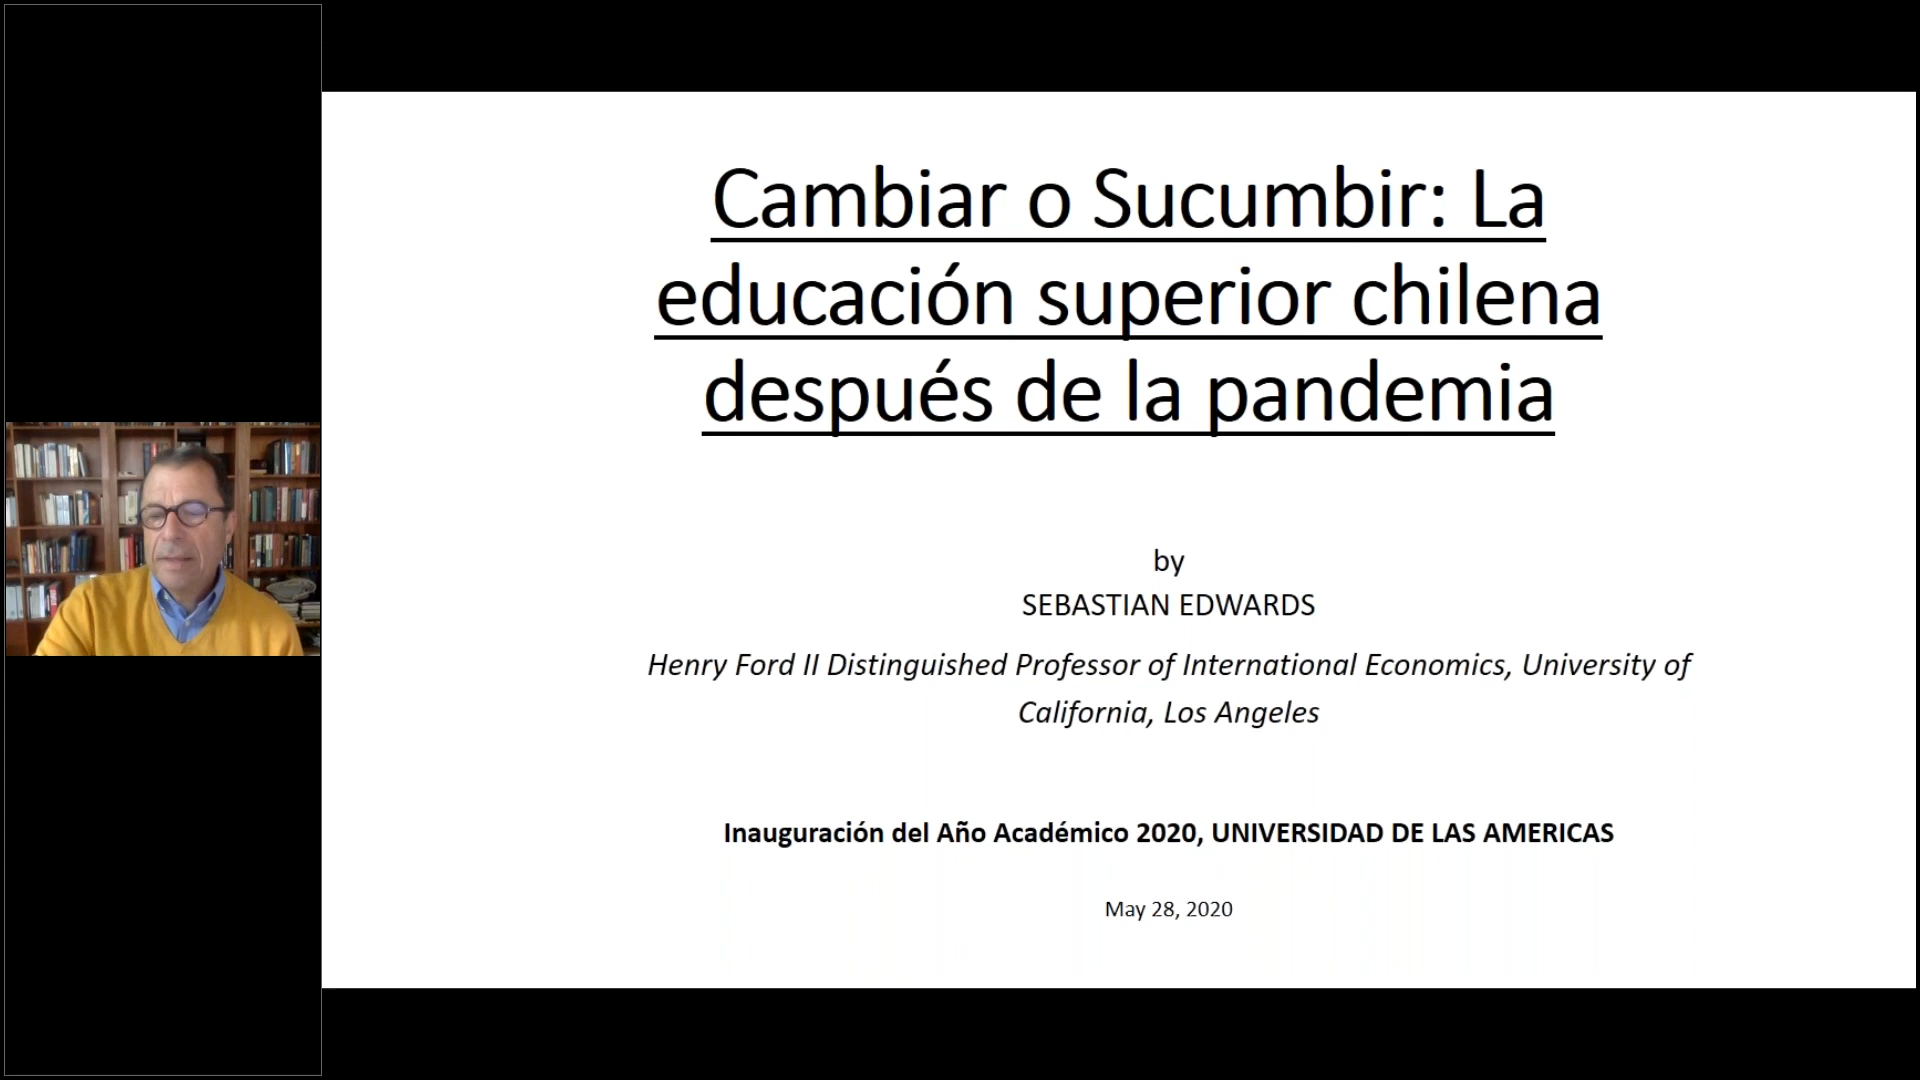 Cambiar o Sucumbir: La
educación superior chilena
después de la pandemia
by
SEBASTIAN EDWARDS
Henry Ford II Distinguished Professor of International Economics, University of
California, Los Angeles
Inauguración del Año Académico 2020, UNIVERSIDAD DE LAS AMERICAS
May 28, 2020